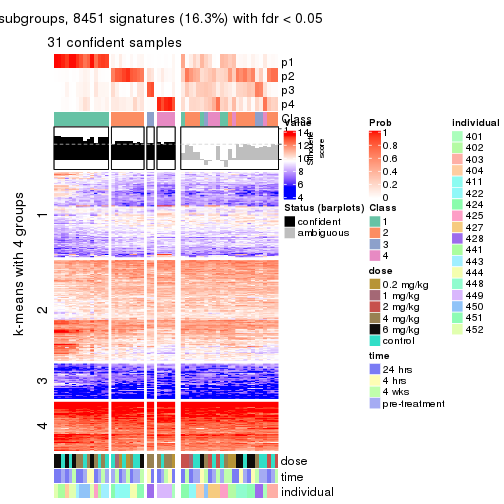 subgroups, 8451 signatures (16.3%) with fdr < 0.05
31 confident samples
p1
p2
p3
p4
Class
Silhouette
score
k-means with 4 groups
1
2
3
4
dose
time
individual
Value
14
12
10
8
6
4
Status (barplots)
confident
ambiguous
Prob
1
0.8
0.6
0.4
0.2
0
Class
1
2
3
4
dose
0.2 mg/kg
1 mg/kg
2 mg/kg
4 mg/kg
6 mg/kg
control
time
24 hrs
4 hrs
4 wks
pre-treatment
individual
401
402
403
404
411
422
424
425
427
428
441
443
444
448
449
450
451
452